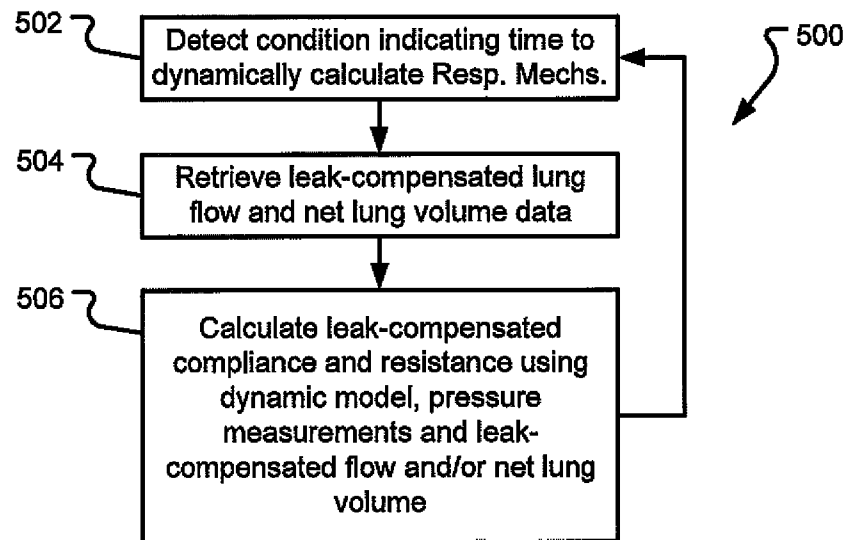 502
Detect condition indicating time to
dynamically calculate Resp. Mechs.
500
504
Retrieve leak-compensated lung
flow and net lung volume data
506
Calculate leak-compensated
compliance and resistance using
dynamic model, pressure
measurements and leak-
compensated flow and/or net lung
volume